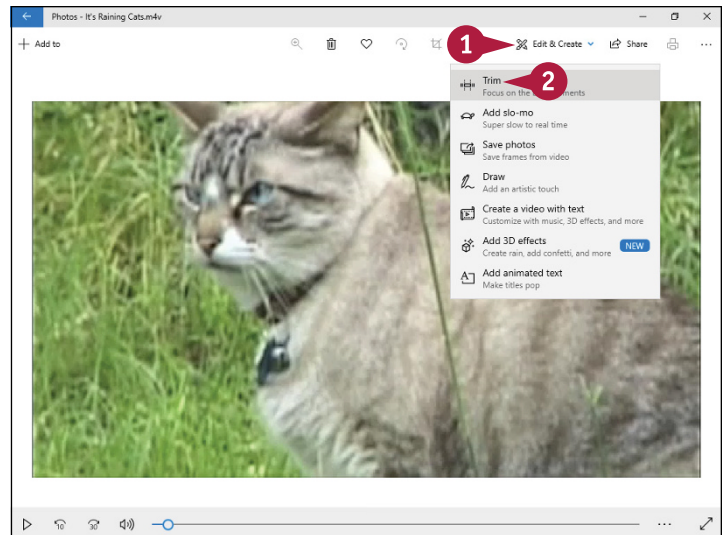 Photos - It's Raining Cats.m4v
Add to
1
Edit & Create
Share
Trim
2
Focus on the ments
Add slo-mo
Super slow to real time
Save photos
Save frames from video
Draw
Add an artistic touch
Create a video with text
Customize with music, 3D effects, and more
Add 3D effects
Create rain, add confetti, and more
NEW
A
Add animated text
Make titles pop
10
30